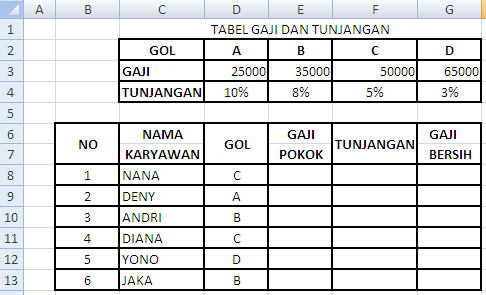 A B C D E F G
1 TABEL GAJI DAN TUNJANGAN
2 GOL A B C D
3 GAJI 25000 35000 50000 65000
4 TUNJANGAN 10% 8% 5% 3%
5
6 NO NAMA GOL GAJI TUNJANGAN GAJI
7 KARYAWAN POKOK BERSIH
8 1 NANA C
9 2 DENY A
10 3 ANDRI B
11 4 DIANA C
12 5 YONO D
13 6 JAKA B